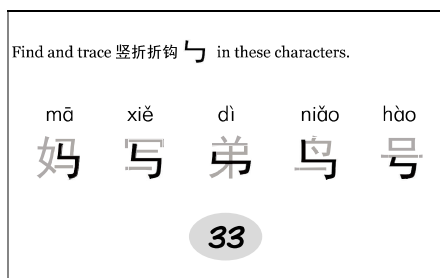 Find and trace 竖折折钩 ㄣ in these characters.
mā xiě dì niǎo hào
妈 写 弟 鸟 号
33